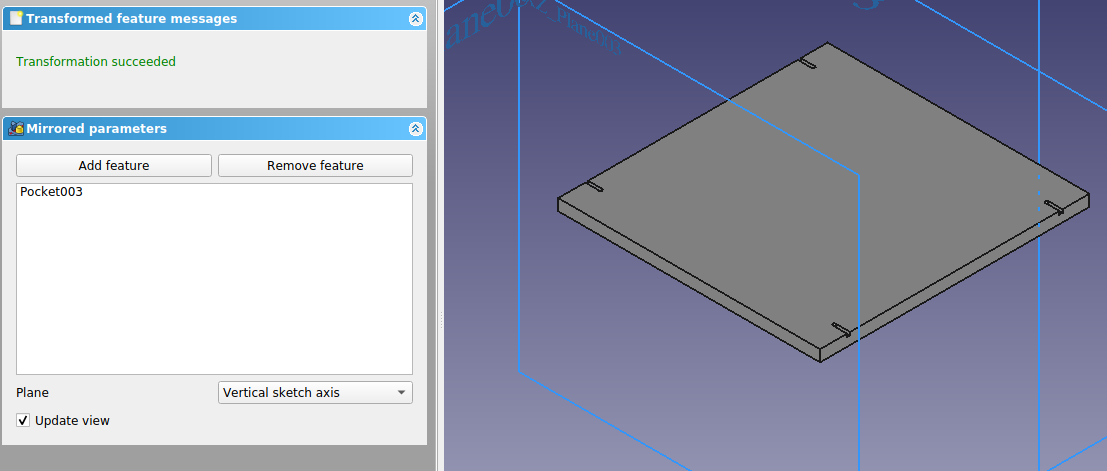 Transformed feature messages
Transformation succeeded
Mirrored parameters
Add feature
Remove feature
Pocket003
Plane
Vertical sketch axis
Update view